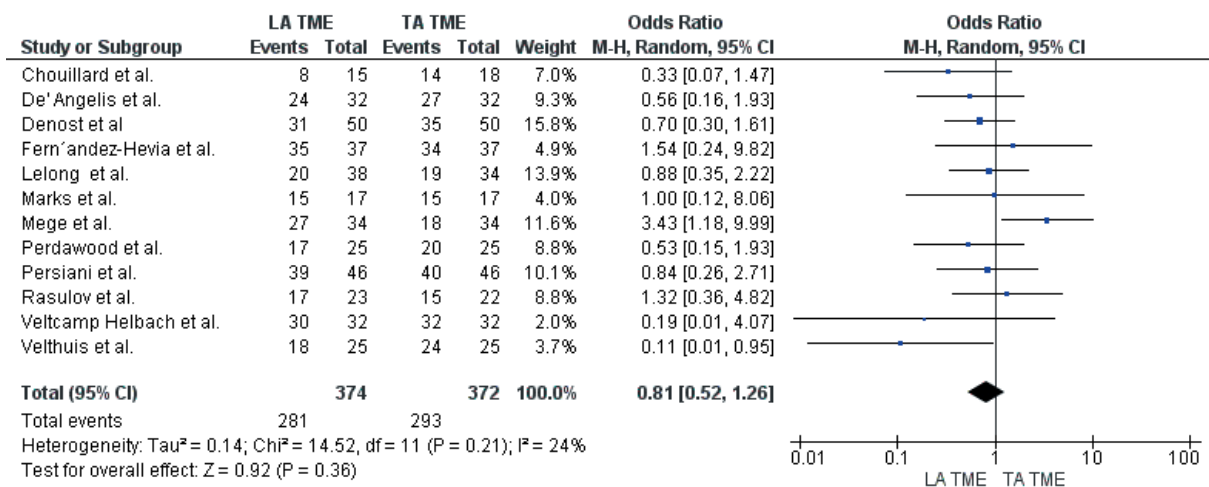 LA TME TA TME Odds Ratio Odds Ratio
Study or Subgroup Events Total Events Total Weight M-H, Random, 95% CI M-H, Random, 95% CI
Chouillard et al. 8 15 14 18 7.0% 0.33 [0.07, 1.47]
De'Angelis et al. 24 32 27 32 9.3% 0.56 [0.16, 1.93]
Denost et al 31 50 35 50 15.8% 0.70 [0.30, 1.61]
Fern´andez-Hevia et al. 35 37 34 37 4.9% 1.54 [0.24, 9.82]
Lelong et al. 20 38 19 34 13.9% 0.88 [0.35, 2.22]
Marks et al. 15 17 15 17 4.0% 1.00 [0.12, 8.06]
Mege et al. 27 34 18 34 11.6% 3.43 [1.18, 9.99]
Perdawood et al. 17 25 20 25 8.8% 0.53 [0.15, 1.93]
Persiani et al. 39 46 40 46 10.1% 0.84 [0.26, 2.71]
Rasulov et al. 17 23 15 22 8.8% 1.32 [0.36, 4.82]
Veltcamp Helbach et al. 30 32 32 32 2.0% 0.19 [0.01, 4.07]
Velthuis et al. 18 25 24 25 3.7% 0.11 [0.01, 0.95]
Total (95% CI) 374 372 100.0% 0.81 [0.52, 1.26]
Total events 281 293
Heterogeneity: Tau² = 0.14; Chi² = 14.52, df = 11 (P = 0.21); I² = 24%
Test for overall effect: Z = 0.92 (P = 0.36)
0.01 0.1 1 10 100
LA TME TA TME